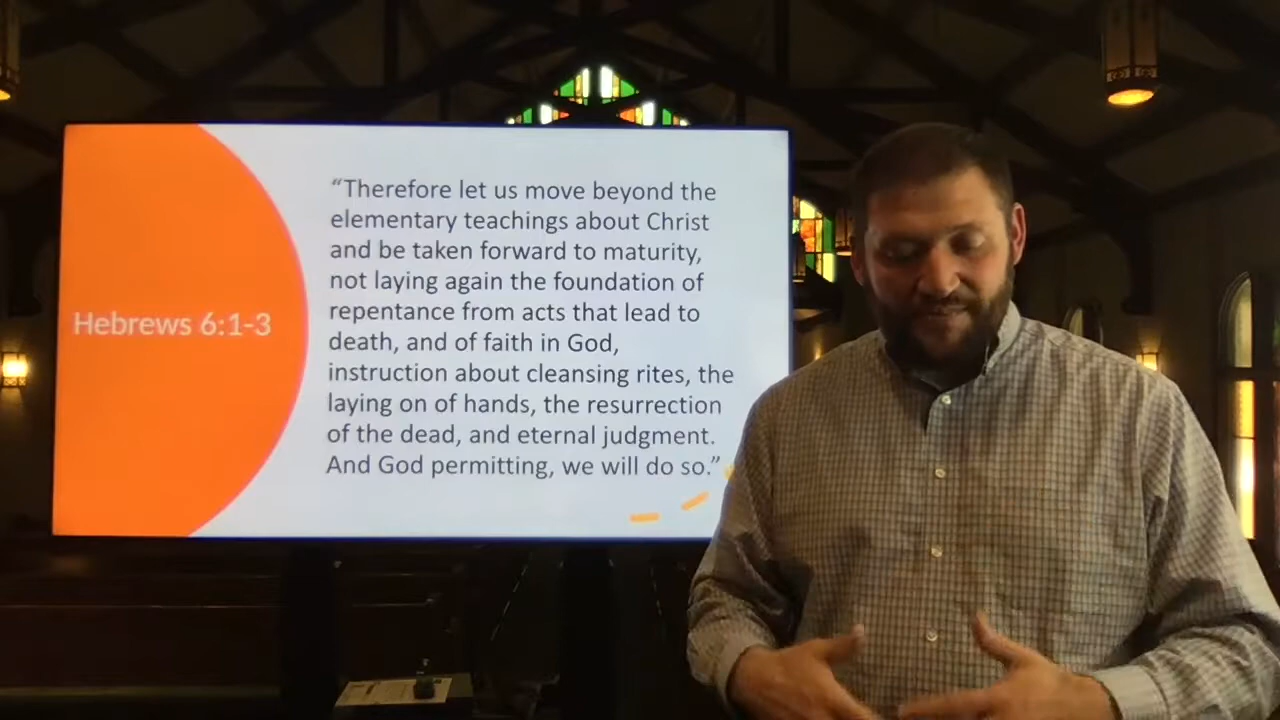 Hebrews 6:1-3
“Therefore let us move beyond the
elementary teachings about Christ
and be taken forward to maturity,
not laying again the foundation of
repentance from acts that lead to
death, and of faith in God,
instruction about cleansing rites, the
laying on of hands, the resurrection
of the dead, and eternal judgment.
And God permitting, we will do so.”